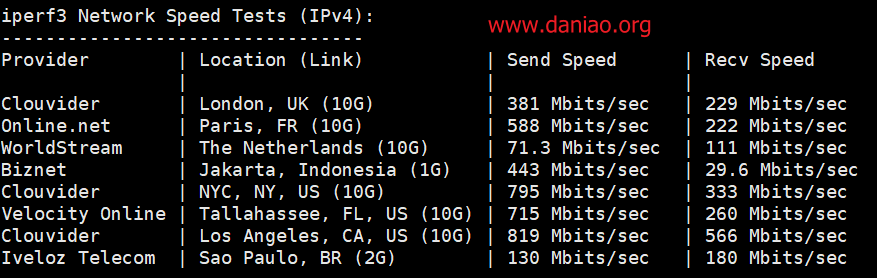 iperf3 Network Speed Tests (IPv4):
www.daniao.org
---------------------------------
Provider | Location (Link) | Send Speed | Recv Speed
| | |
Clouvider | London, UK (10G) | 381 Mbits/sec | 229 Mbits/sec
Online.net | Paris, FR (10G) | 588 Mbits/sec | 222 Mbits/sec
WorldStream | The Netherlands (10G) | 71.3 Mbits/sec | 111 Mbits/sec
Biznet | Jakarta, Indonesia (1G) | 443 Mbits/sec | 29.6 Mbits/sec
Clouvider | NYC, NY, US (10G) | 795 Mbits/sec | 333 Mbits/sec
Velocity Online | Tallahassee, FL, US (10G) | 715 Mbits/sec | 260 Mbits/sec
Clouvider | Los Angeles, CA, US (10G) | 819 Mbits/sec | 566 Mbits/sec
Iveloz Telecom | Sao Paulo, BR (2G) | 130 Mbits/sec | 180 Mbits/sec